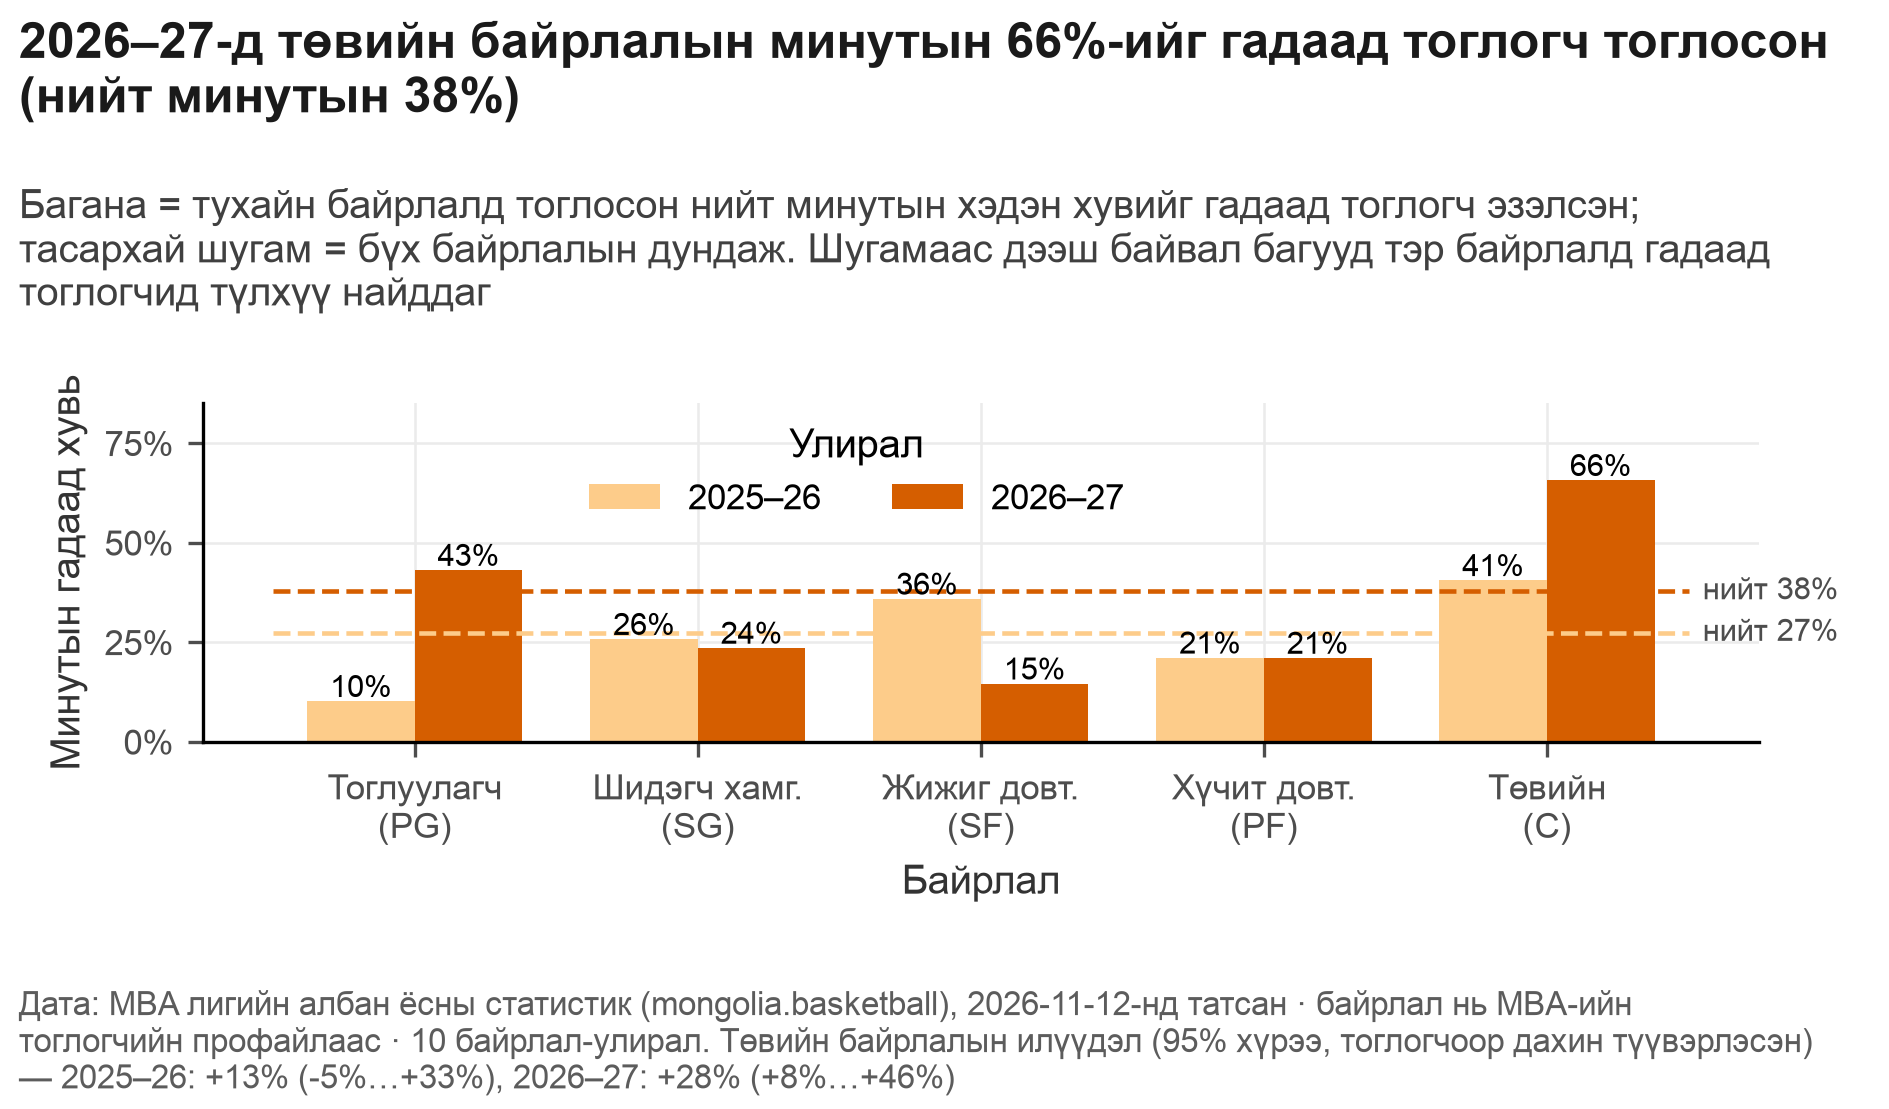 2026–27-д төвийн байрлалын минутын 66%-ийг гадаад тоглогч тоглосон
(нийт минутын 38%)
Багана = тухайн байрлалд тоглосон нийт минутын хэдэн хувийг гадаад тоглогч эзэлсэн;
тасархай шугам = бүх байрлалын дундаж. Шугамаас дээш байвал багууд тэр байрлалд гадаад
тоглогчид түлхүү найддаг
Минутын гадаад хувь
75%
50%
25%
0%
Улирал
2025–26
2026–27
10%
43%
26%
24%
36%
15%
21%
21%
41%
66%
нийт 38%
нийт 27%
Тоглуулагч
(PG)
Шидэгч хамг.
(SG)
Жижиг довт.
(SF)
Хүчит довт.
(PF)
Төвийн
(C)
Байрлал
Дата: MBA лигийн албан ёсны статистик (mongolia.basketball), 2026-11-12-нд татсан · байрлал нь MBA-ийн
тоглогчийн профайлаас · 10 байрлал-улирал. Төвийн байрлалын илүүдэл (95% хүрээ, тоглогчоор дахин түүвэрлэсэн)
— 2025–26: +13% (-5%…+33%), 2026–27: +28% (+8%…+46%)